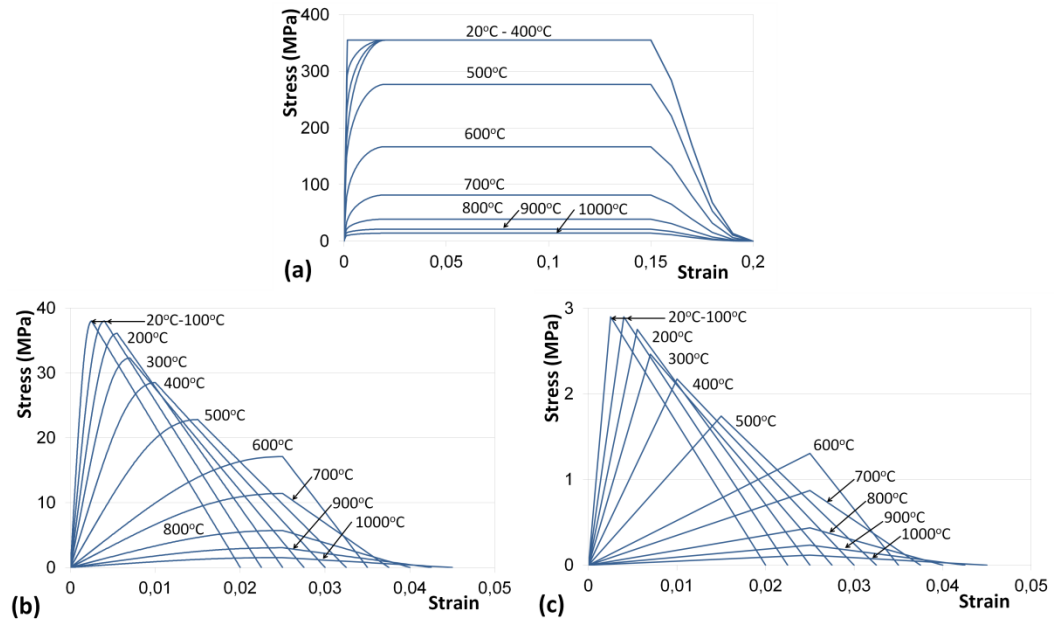 Stress (MPa)
400
300
200
100
0
20°C - 400°C
500°C
600°C
700°C
800°C 900°C 1000°C
0 0,05 0,1 0,15 0,2
Strain
(a)
Stress (MPa)
40
30
20
10
0
20°C-100°C
200°C
300°C
400°C
500°C
600°C
700°C
900°C
1000°C
800°C
0 0,01 0,02 0,03 0,04 0,05
Strain
(b)
Stress (MPa)
3
2
1
0
20°C-100°C
200°C
300°C
400°C
500°C
600°C
700°C
800°C
900°C
1000°C
0 0,01 0,02 0,03 0,04 0,05
Strain
(c)